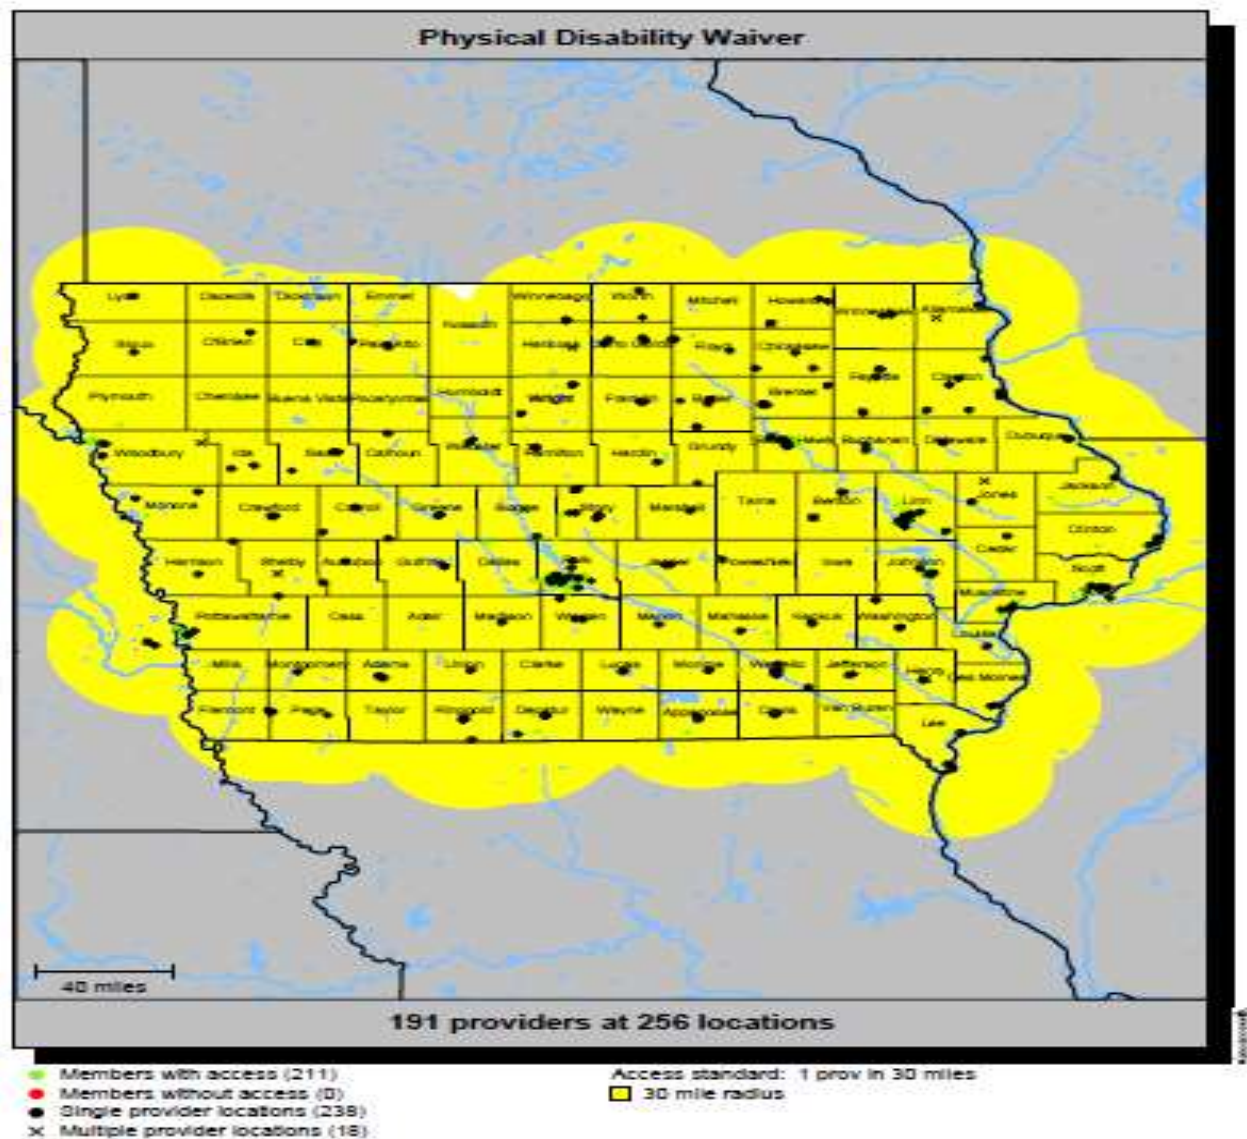 Physical Disability Waiver
Lyon Osceola Dickinson Emmet Winnebago Worth Mitchell Howard Winneshiek Allamakee
Kossuth
Sioux O'Brien Clay Palo Alto Hancock Cerro Gordo Floyd Chickasaw
Fayette Clayton
Plymouth Cherokee Buena Vista Pocahontas Humboldt Wright Franklin Butler Bremer
Woodbury Ida Sac Calhoun Webster Hamilton Hardin Grundy Black Hawk Buchanan Delaware Dubuque
Jackson
Monona Crawford Carroll Greene Boone Story Marshall Tama Benton Linn Jones
Clinton
Cedar
Harrison Shelby Audubon Guthrie Dallas Polk Jasper Poweshiek Iowa Johnson Scott
Muscatine
Pottawattamie Cass Adair Madison Warren Marion Mahaska Keokuk Washington
Louisa
Mills Montgomery Adams Union Clarke Lucas Monroe Wapello Jefferson Henry Des Moines
Fremont Page Taylor Ringgold Decatur Wayne Appanoose Davis Van Buren Lee
40 miles
191 providers at 256 locations
Members with access (211)
Members without access (0)
Single provider locations (238)
Multiple provider locations (18)
Access standard: 1 prov in 30 miles
30 mile radius